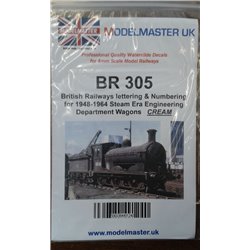 MODELMASTER
MODELMASTER UK
Professional Quality Waterslide Decals
for 4mm Scale Model Railways
BR 305
British Railways lettering & Numbering
for 1948-1964 Steam Era Engineering
Department Wagons CREAM
www.modelmaster.uk